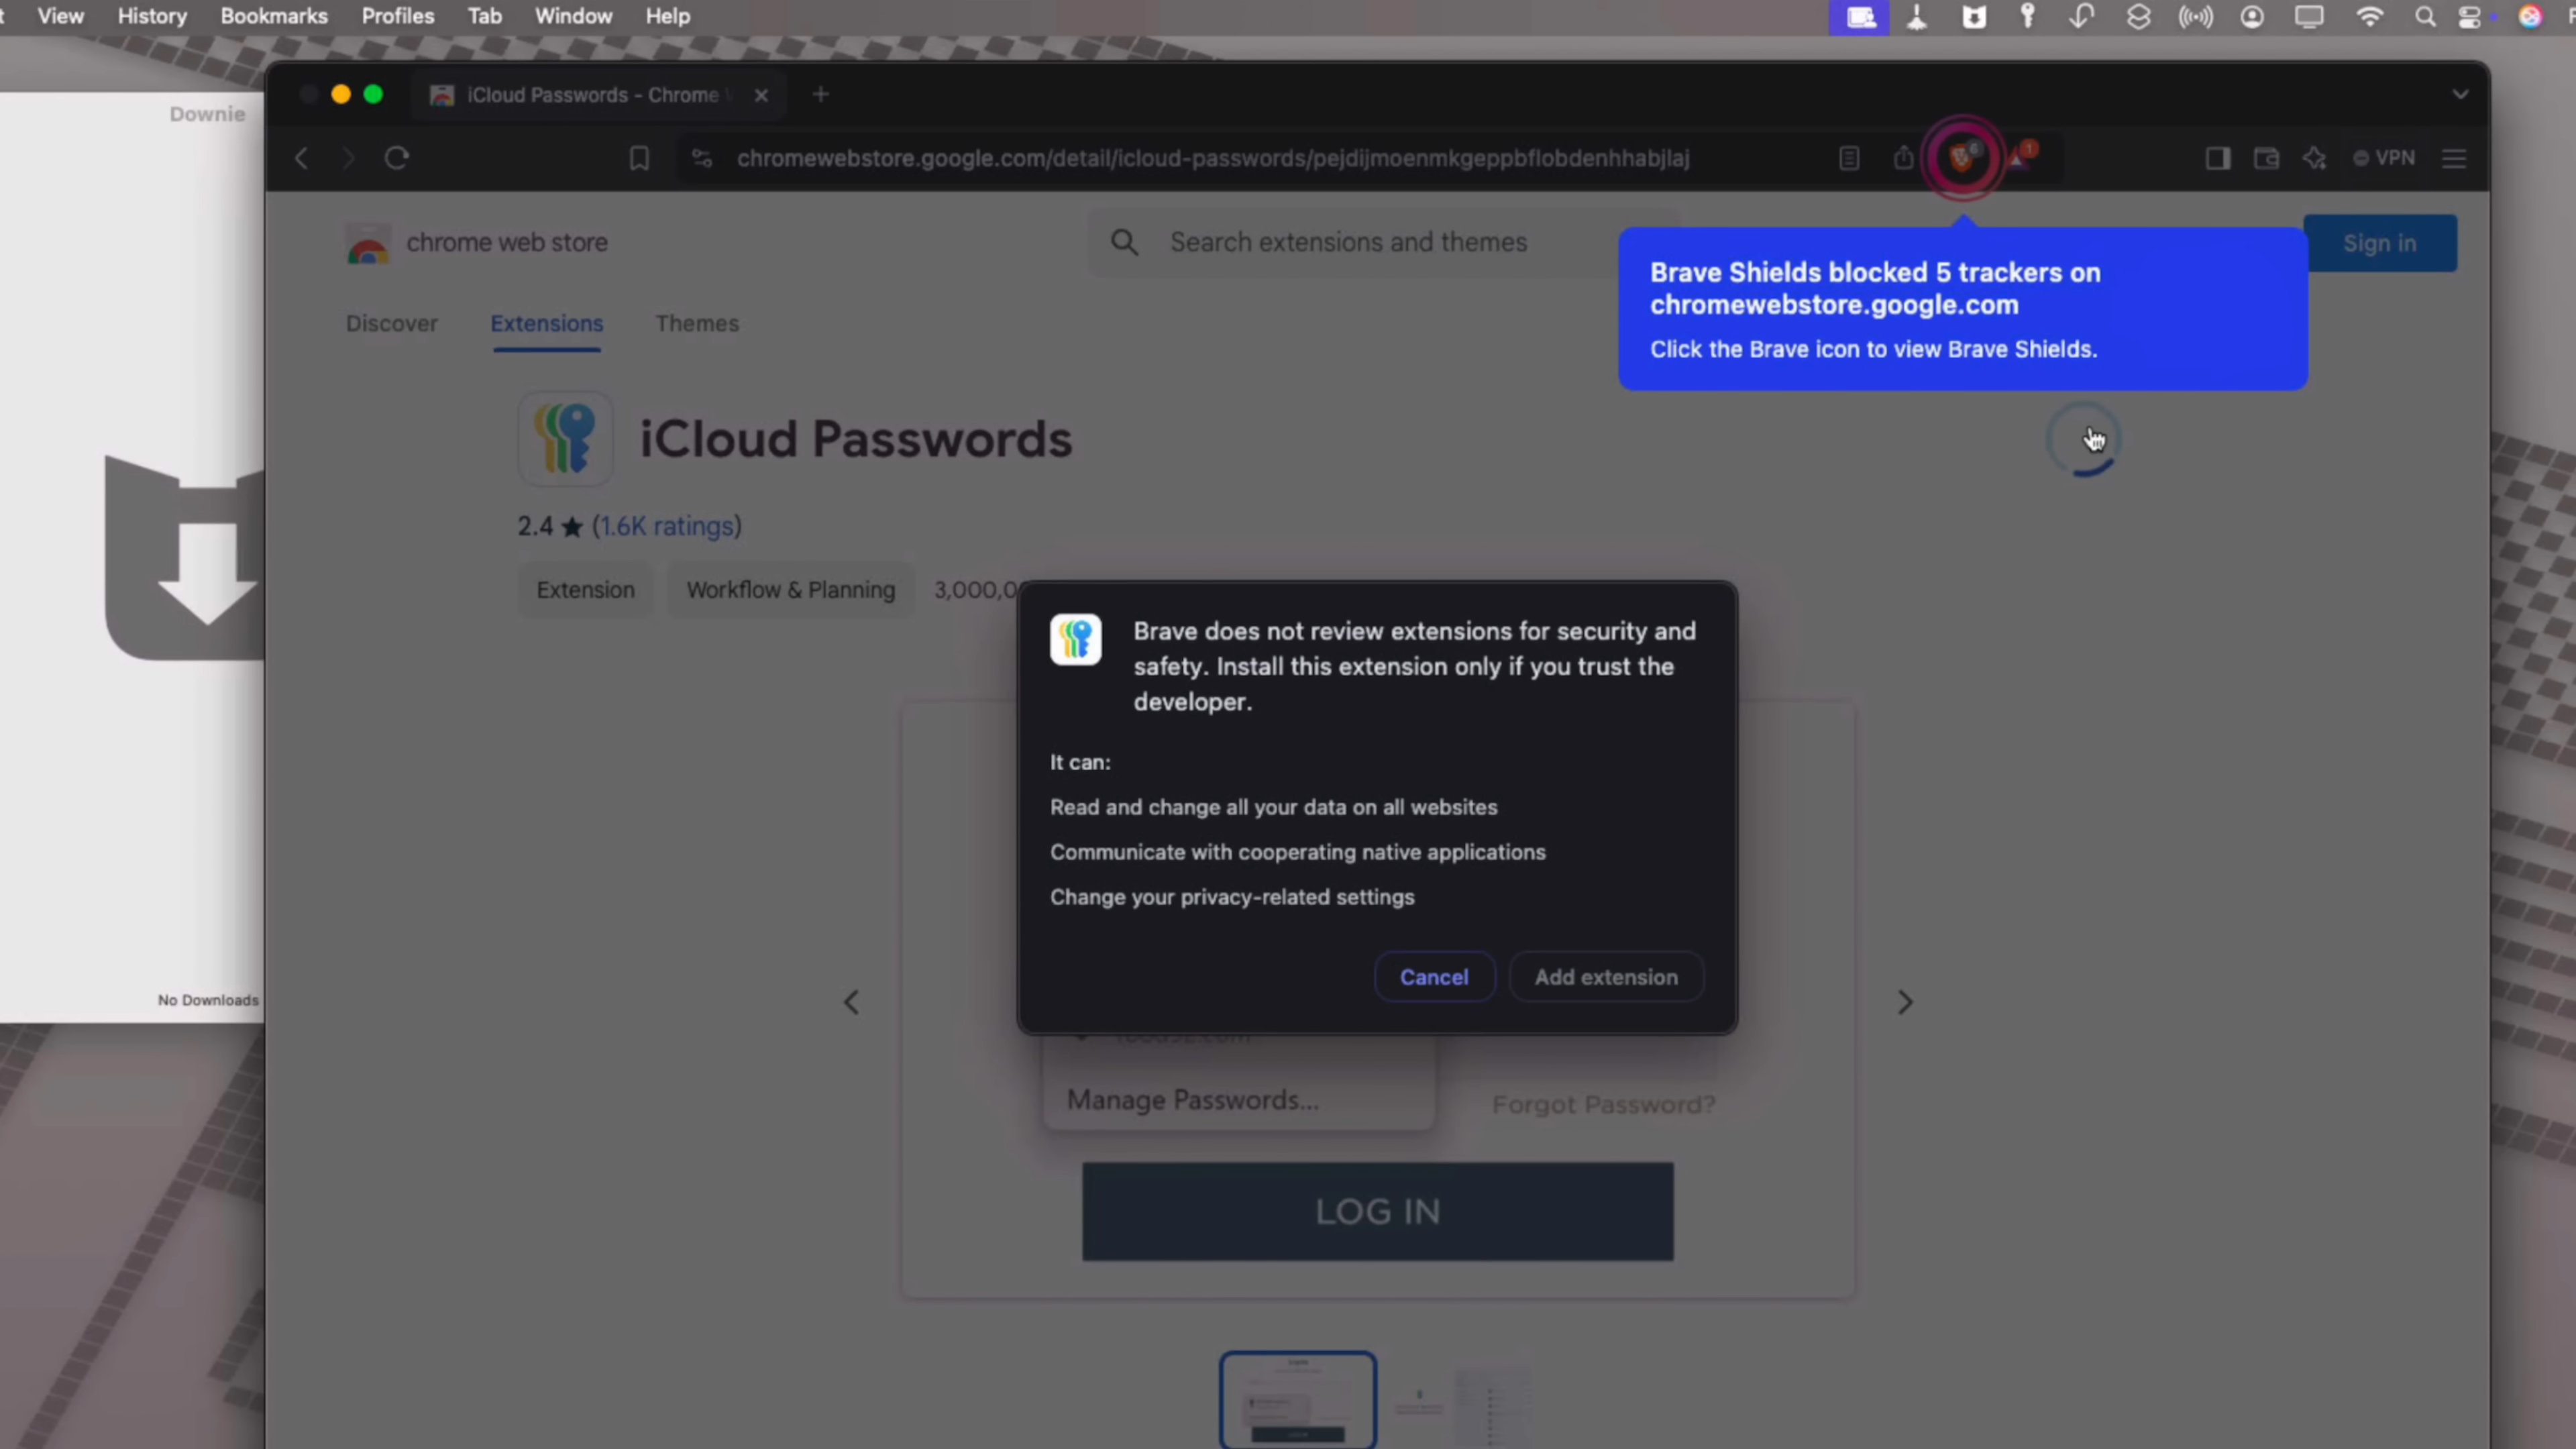 View History Bookmarks Profiles Tab Window Help
Downie
iCloud Passwords - Chrome
chromewebstore.google.com/detail/icloud-passwords/pejdijmoenmkgeppbflobdenhhabjlaj
6
1
VPN
chrome web store
Search extensions and themes
Sign in
Brave Shields blocked 5 trackers on
chromewebstore.google.com
Click the Brave icon to view Brave Shields.
Discover Extensions Themes
iCloud Passwords
2.4 ★ (1.6K ratings)
Extension Workflow & Planning
Brave does not review extensions for security and
safety. Install this extension only if you trust the
developer.
It can:
Read and change all your data on all websites
Communicate with cooperating native applications
Change your privacy-related settings
Cancel Add extension
No Downloads
Manage Passwords...
Forgot Password?
LOG IN